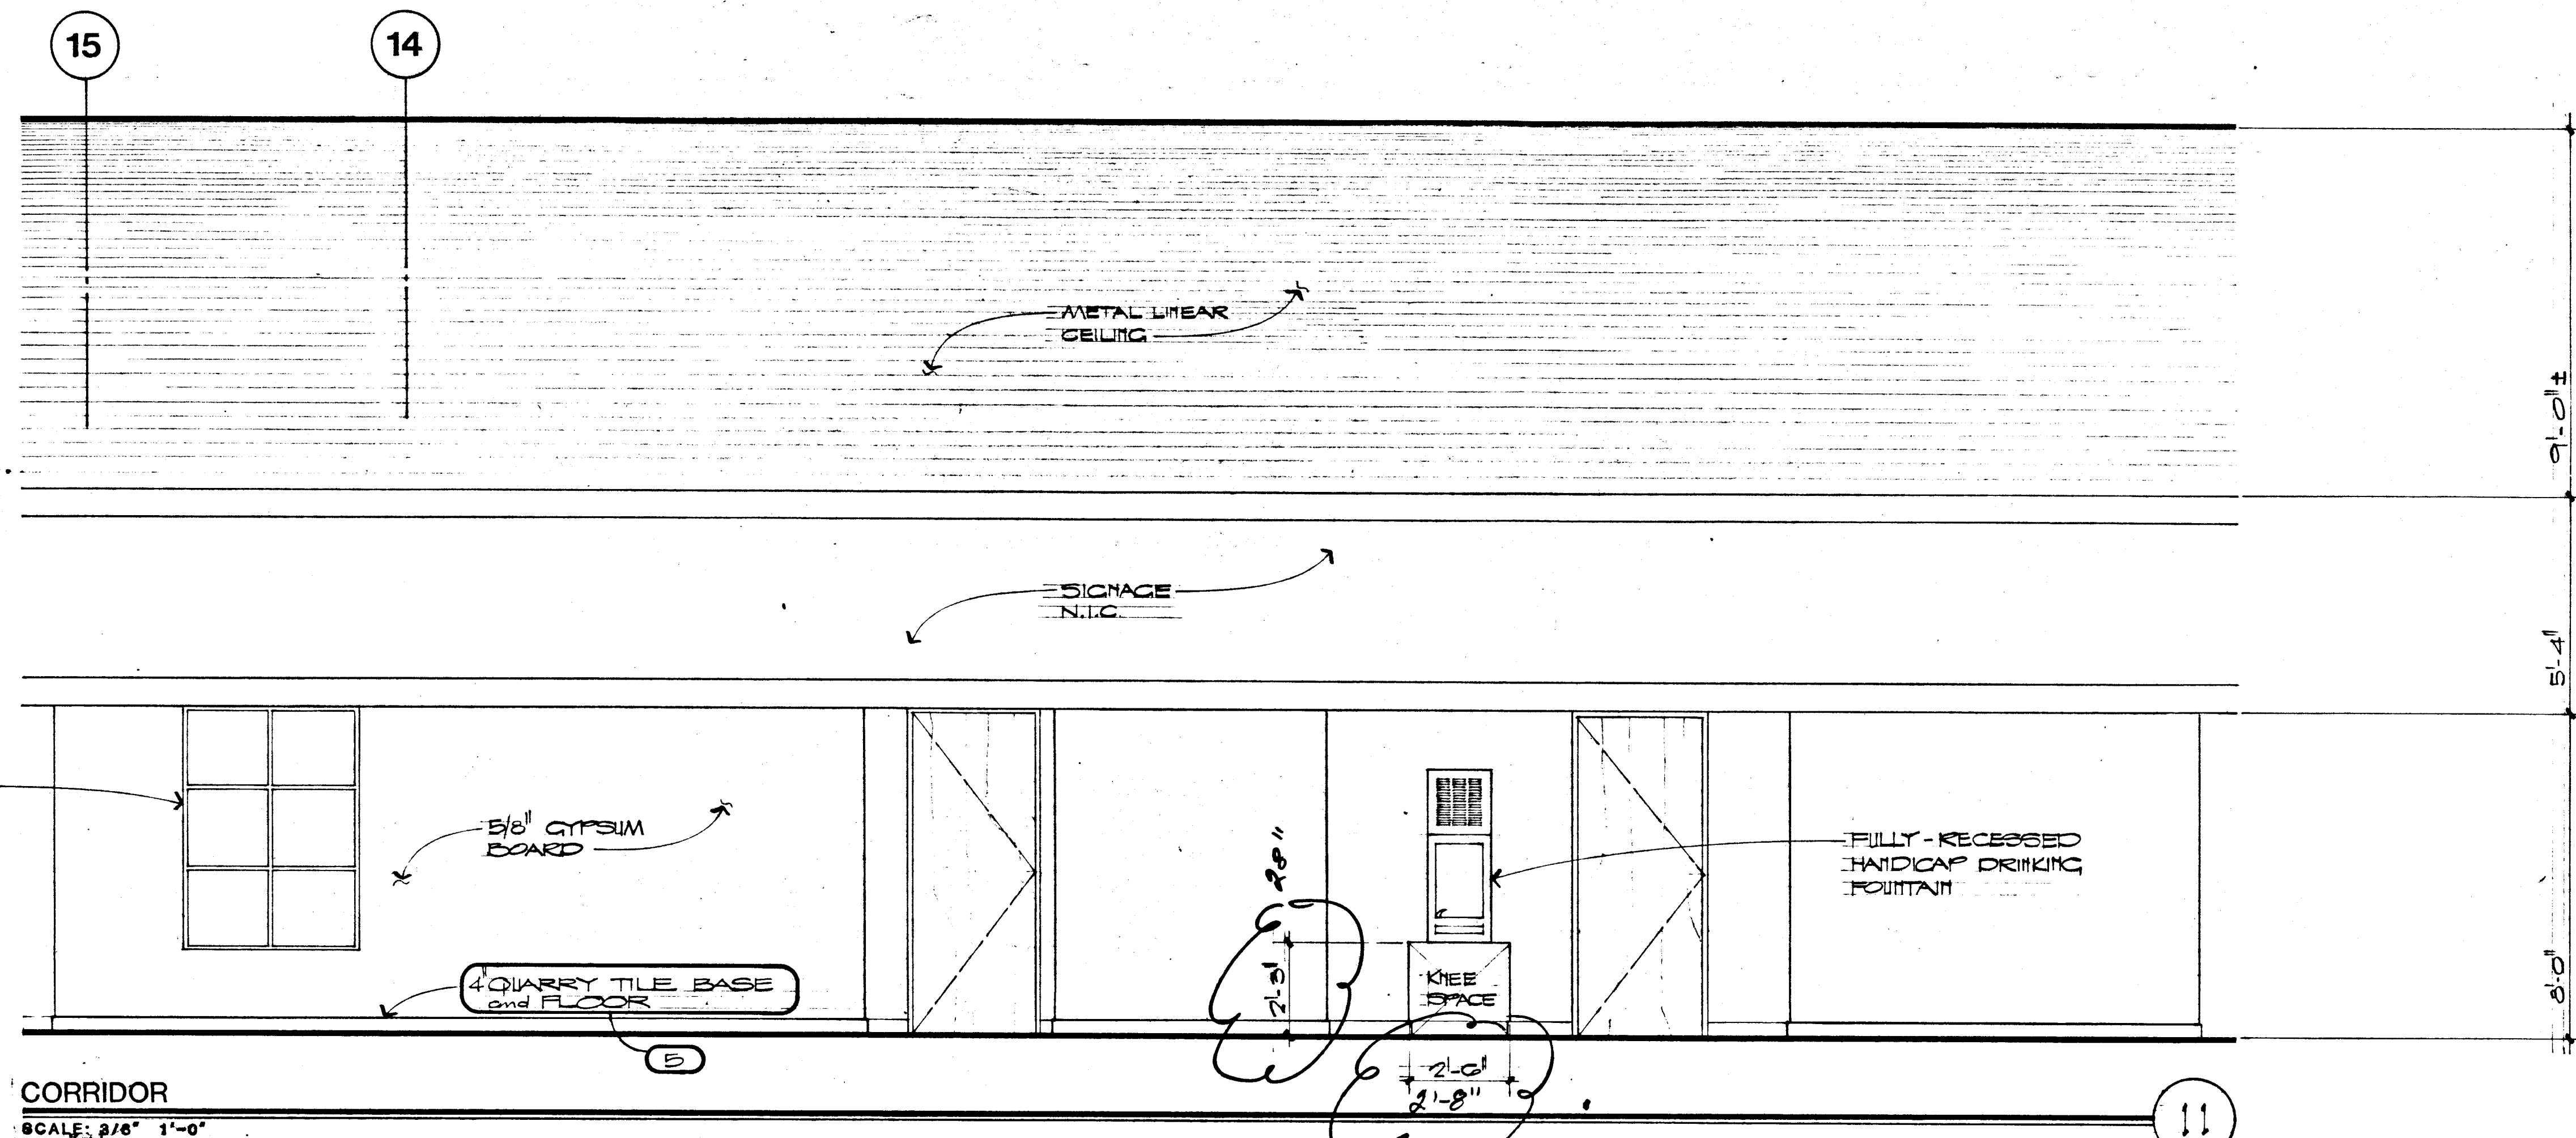 15
14
METAL LINEAR
CEILING
9'-0"±
SIGNAGE
N.I.C.
5'-4"
5/8" GYPSUM
BOARD
28"
FULLY-RECESSED
HANDICAP DRINKING
FOUNTAIN
4" QUARRY TILE BASE
and FLOOR
2'-3"
KNEE
SPACE
8'-0"
5
2'-6"
2'-8"
CORRIDOR
11
SCALE: 3/8" 1'-0"